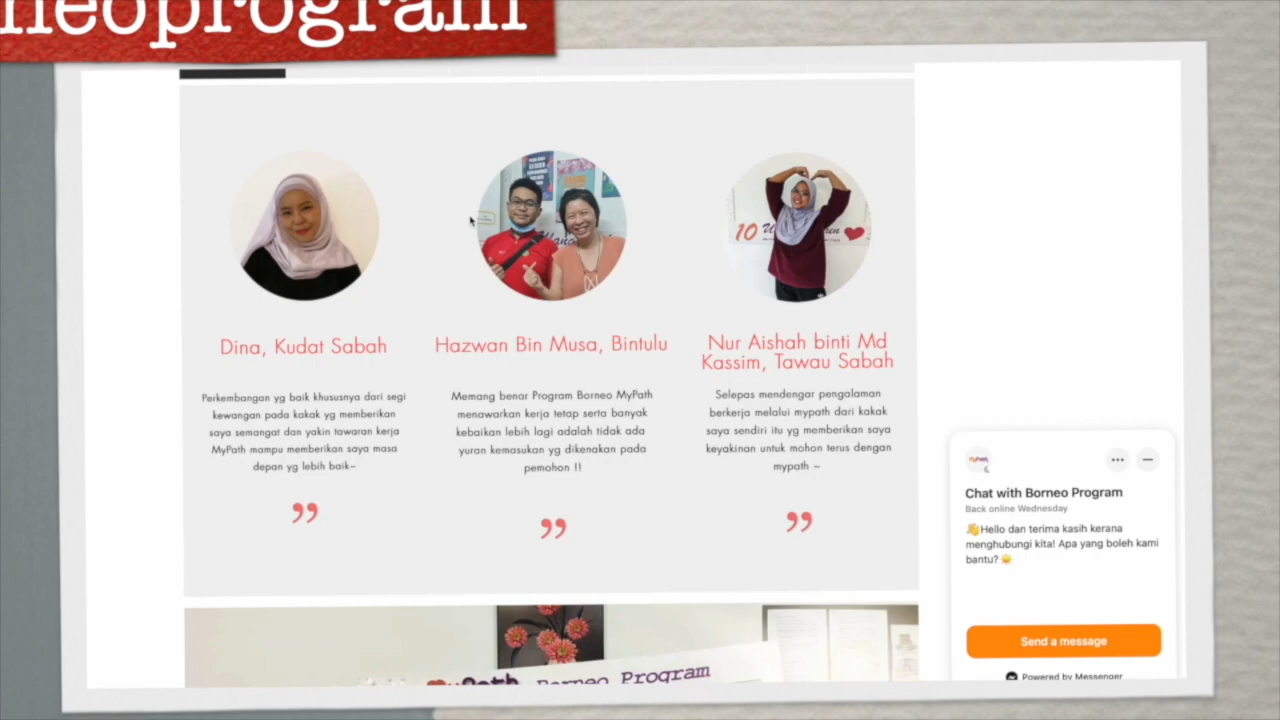 neoprogram
10
Dina, Kudat Sabah
Perkembangan yg baik khususnya dari segi
kewangan pada kakak yg memberikan
saya semangat dan yakin tawaran kerja
MyPath mampu memberikan saya masa
depan yg lebih baik~
”
Hazwan Bin Musa, Bintulu
Memang benar Program Borneo MyPath
menawarkan kerja tetap serta banyak
kebaikan lebih lagi adalah tidak ada
yuran kemasukan yg dikenakan pada
pemohon !!
”
Nur Aishah binti Md
Kassim, Tawau Sabah
Selepas mendengar pengalaman
berkerja melalui mypath dari kakak
saya sendiri itu yg memberikan saya
keyakinan untuk mohon terus dengan
mypath ~
”
MyPath Borneo Program
MyPath
Chat with Borneo Program
Back online Wednesday
👋Hello dan terima kasih kerana
menghubungi kita! Apa yang boleh kami
bantu? ☀️
Send a message
Powered by Messenger